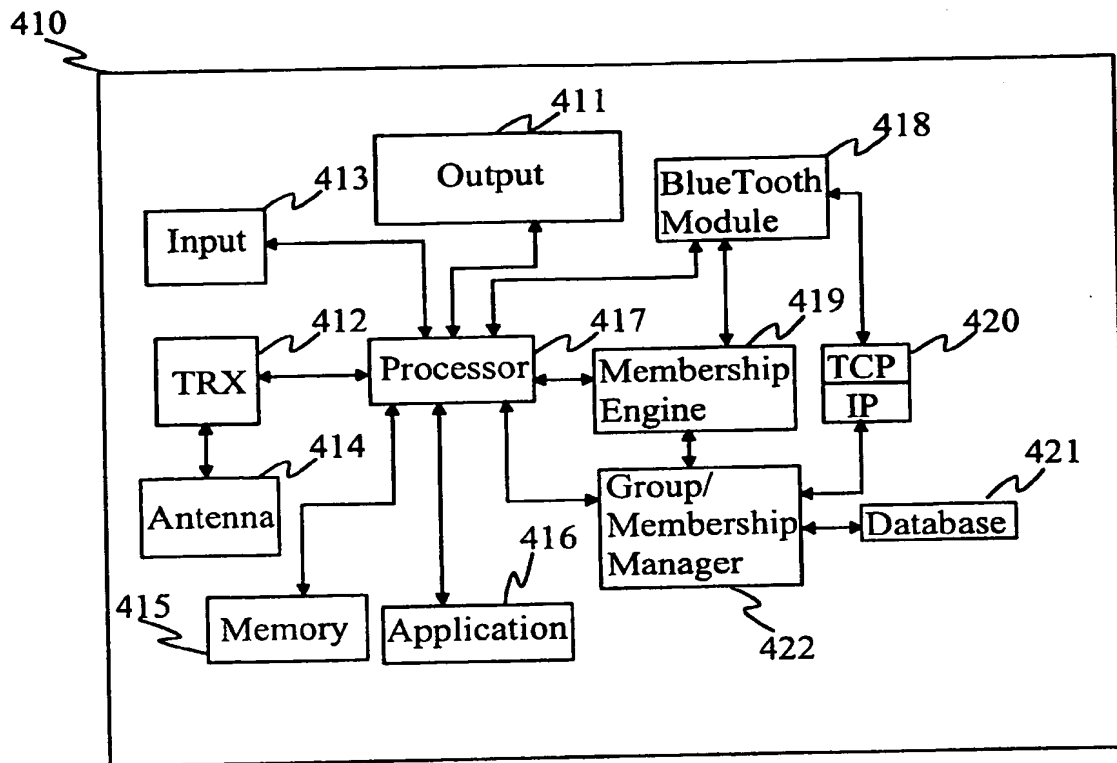 410
411
418
413
Output
BlueTooth
Module
Input
412
417
419
420
TRX
Processor
Membership
Engine
TCP
IP
414
421
Antenna
416
Group/
Membership
Manager
Database
415
Memory
Application
422